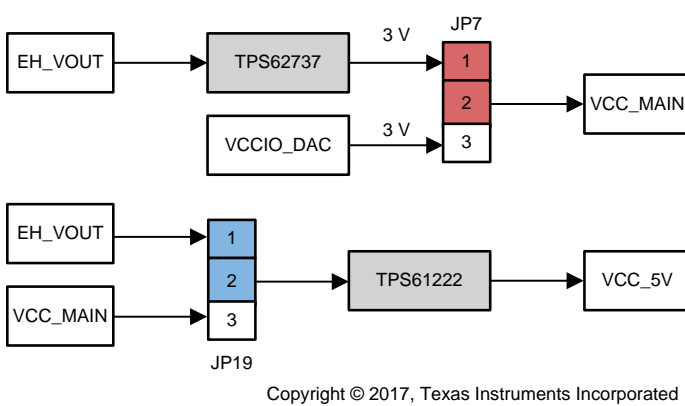 JP7
3 V
EH_VOUT
TPS62737
1
2
VCC_MAIN
3 V
VCCIO_DAC
3
EH_VOUT
1
2
TPS61222
VCC_5V
VCC_MAIN
3
JP19
Copyright © 2017, Texas Instruments Incorporated